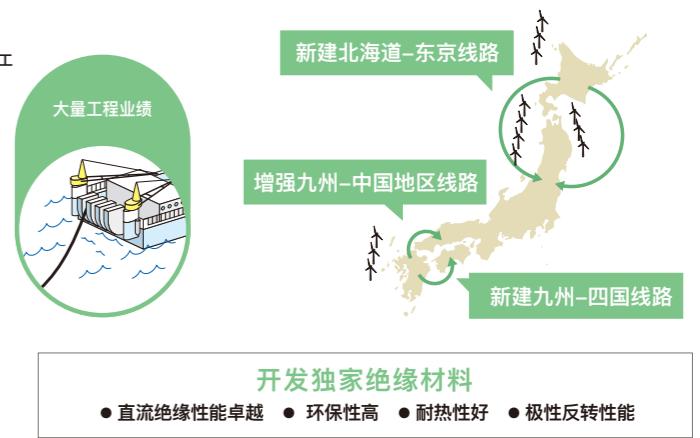 工
大量工程业绩
新建北海道–东京线路
增强九州–中国地区线路
新建九州–四国线路
开发独家绝缘材料
● 直流绝缘性能卓越 ● 环保性高 ● 耐热性好 ● 极性反转性能